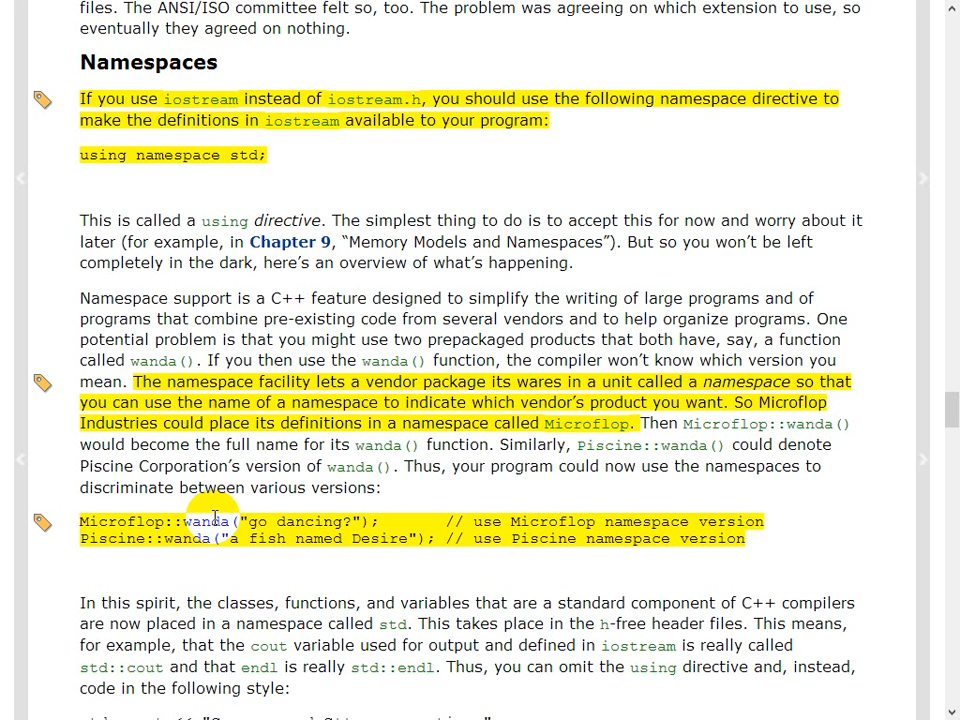 files. The ANSI/ISO committee felt so, too. The problem was agreeing on which extension to use, so
eventually they agreed on nothing.
Namespaces
If you use iostream instead of iostream.h, you should use the following namespace directive to
make the definitions in iostream available to your program:
using namespace std;
This is called a using directive. The simplest thing to do is to accept this for now and worry about it
later (for example, in Chapter 9, “Memory Models and Namespaces”). But so you won’t be left
completely in the dark, here’s an overview of what’s happening.
Namespace support is a C++ feature designed to simplify the writing of large programs and of
programs that combine pre-existing code from several vendors and to help organize programs. One
potential problem is that you might use two prepackaged products that both have, say, a function
called wanda(). If you then use the wanda() function, the compiler won’t know which version you
mean. The namespace facility lets a vendor package its wares in a unit called a namespace so that
you can use the name of a namespace to indicate which vendor’s product you want. So Microflop
Industries could place its definitions in a namespace called Microflop. Then Microflop::wanda()
would become the full name for its wanda() function. Similarly, Piscine::wanda() could denote
Piscine Corporation’s version of wanda(). Thus, your program could now use the namespaces to
discriminate between various versions:
Microflop::wanda("go dancing?");       // use Microflop namespace version
Piscine::wanda("a fish named Desire"); // use Piscine namespace version
In this spirit, the classes, functions, and variables that are a standard component of C++ compilers
are now placed in a namespace called std. This takes place in the h-free header files. This means,
for example, that the cout variable used for output and defined in iostream is really called
std::cout and that endl is really std::endl. Thus, you can omit the using directive and, instead,
code in the following style: